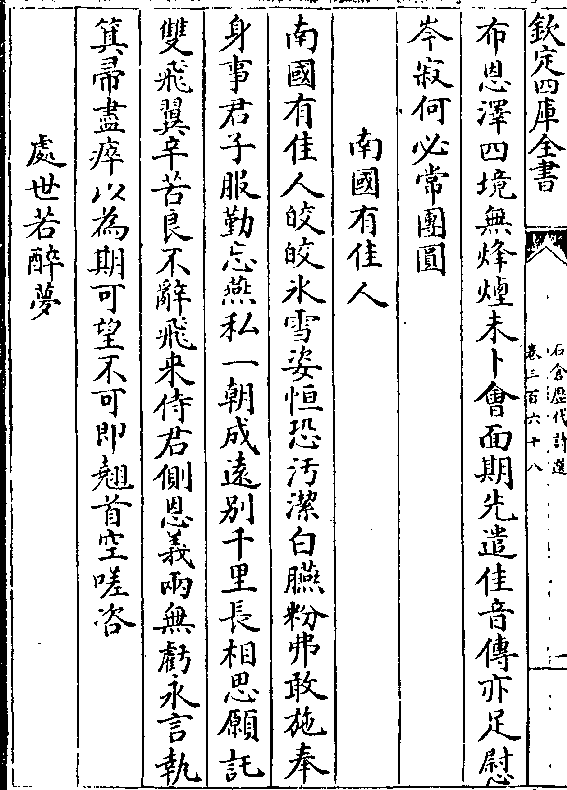 欽定四庫全書
石倉歷代詩選
卷三百六十八
布恩澤四境無烽煙未卜會面期先遣佳音傳亦足慰
岑寂何必常團圓
南國有佳人
南國有佳人皎皎氷雪姿恒恐汚潔白臙粉弗敢施奉
身事君子服勤忘燕私一朝成遠别千里長相思願託
雙飛翼辛苦良不辭飛來侍君側恩義兩無虧永言執
箕帚盡瘁以為期可望不可即翹首空嗟咨
處世若醉夢